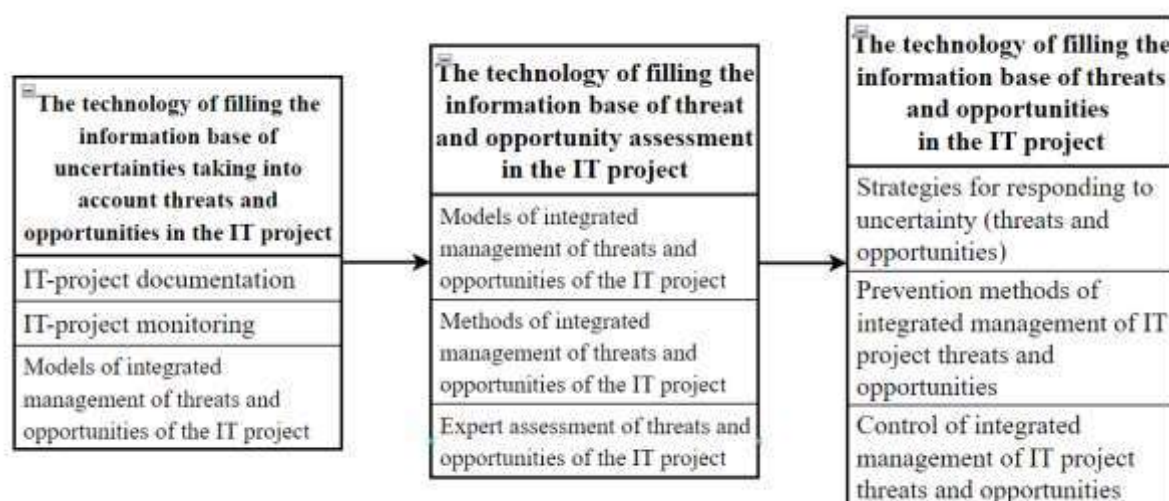 The technology of filling the
information base of
uncertainties taking into
account threats and
opportunities in the IT project
IT-project documentation
IT-project monitoring
Models of integrated
management of threats and
opportunities of the IT project
The technology of filling the
information base of threat
and opportunity assessment
in the IT project
Models of integrated
management of threats and
opportunities of the IT project
Methods of integrated
management of threats and
opportunities of the IT project
Expert assessment of threats and
opportunities of the IT project
The technology of filling the
information base of threats
and opportunities
in the IT project
Strategies for responding to
uncertainty (threats and
opportunities)
Prevention methods of
integrated management of IT
project threats and
opportunities
Control of integrated
management of IT project
threats and opportunities